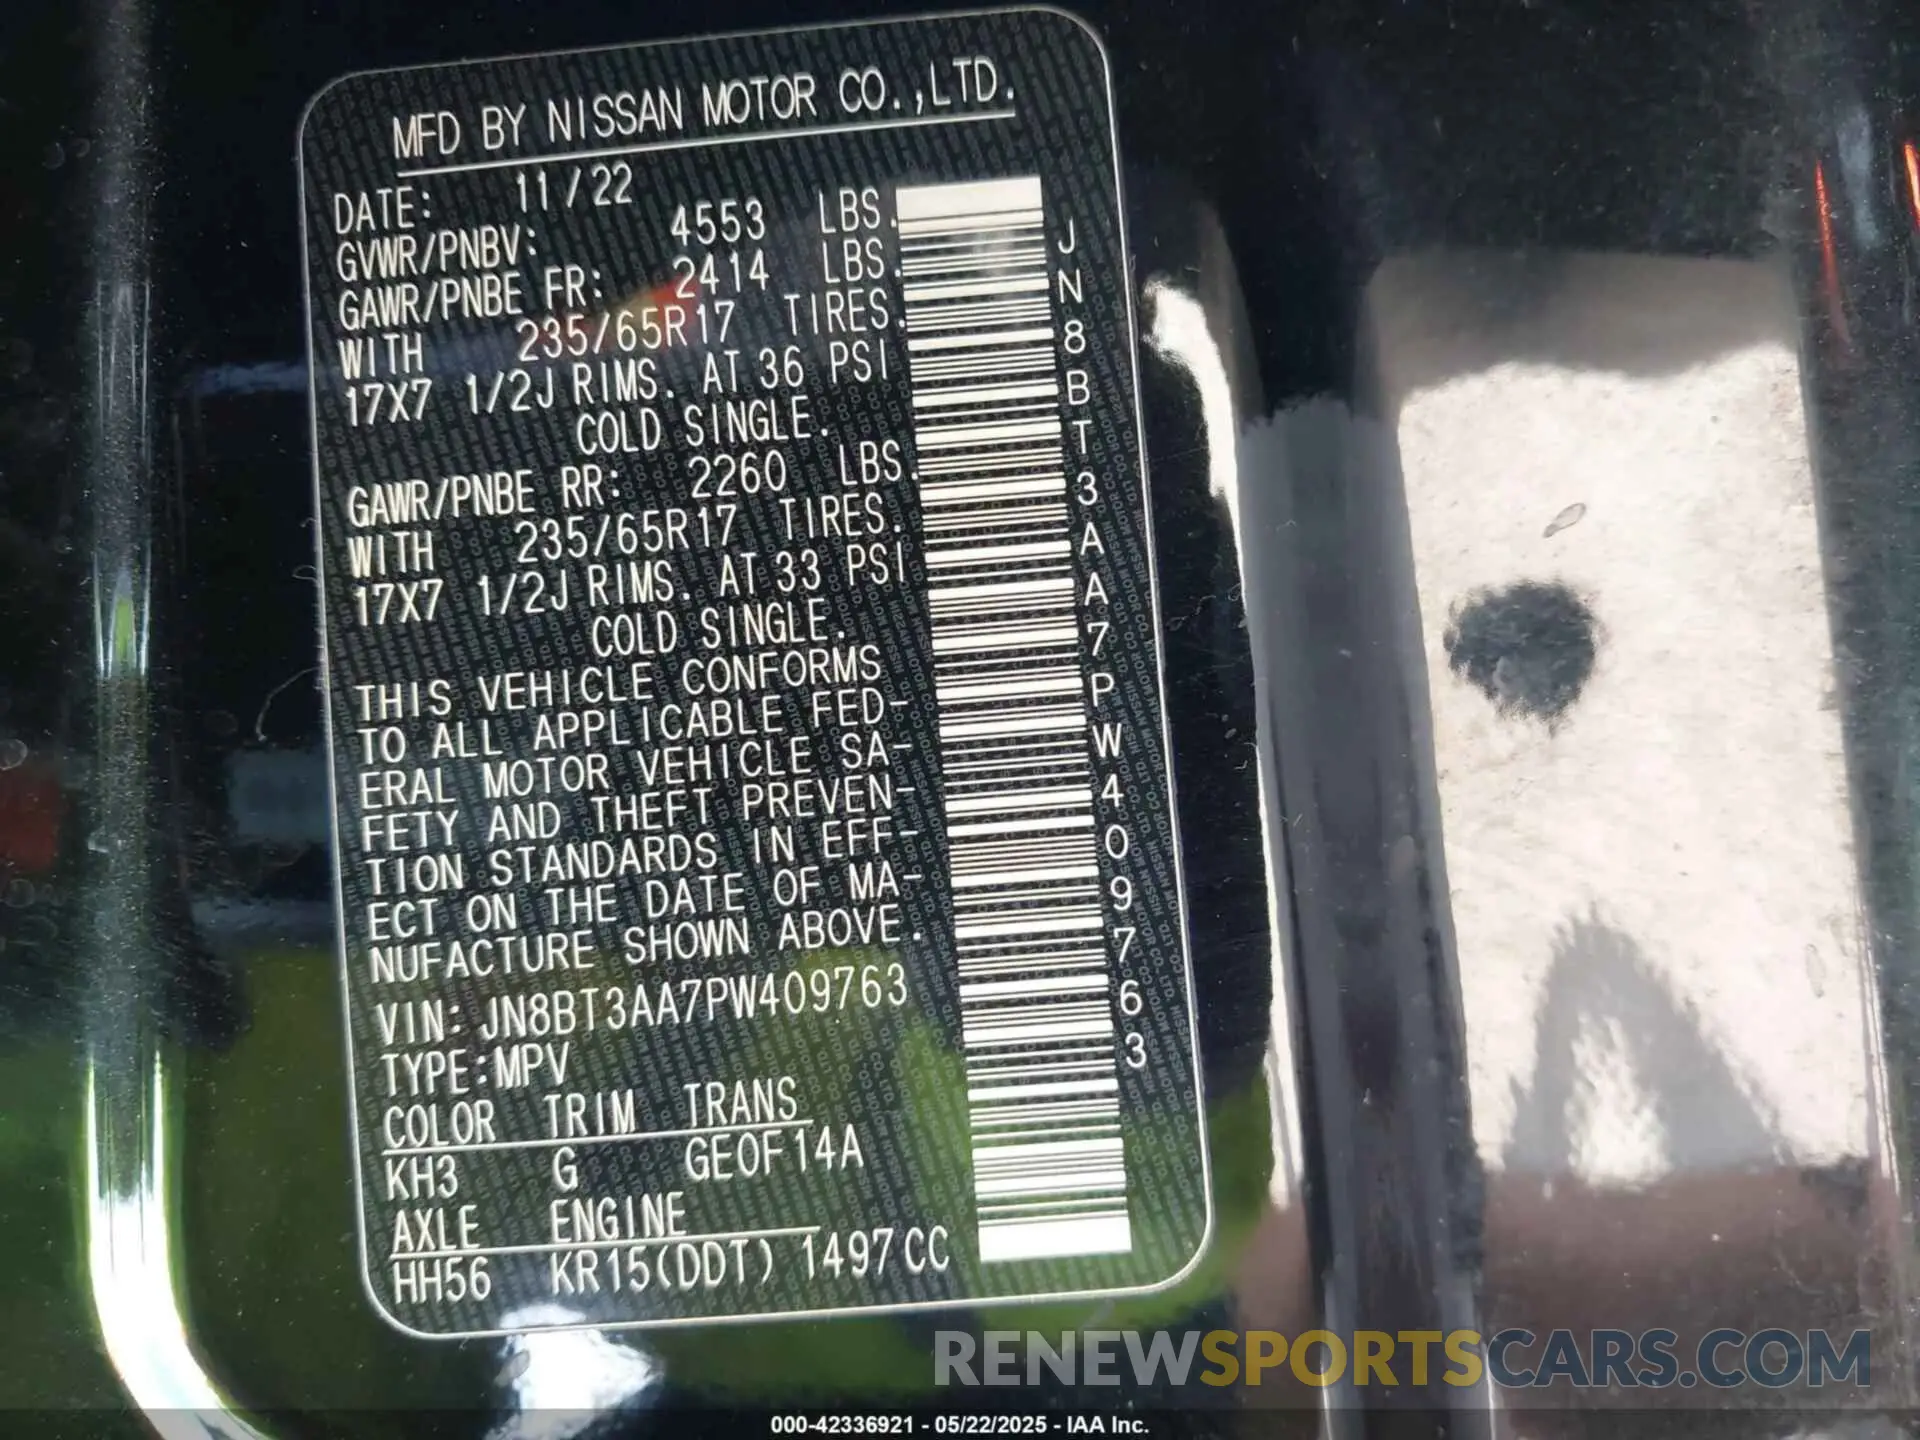 MFD BY NISSAN MOTOR CO.,LTD.
DATE: 11/22
GVWR/PNBV: 4553 LBS.
GAWR/PNBE FR: 2414 LBS.
WITH 235/65R17 TIRES.
17X7 1/2J RIMS. AT 36 PSI
COLD SINGLE.
GAWR/PNBE RR: 2260 LBS.
WITH 235/65R17 TIRES.
17X7 1/2J RIMS. AT 33 PSI
COLD SINGLE.
THIS VEHICLE CONFORMS
TO ALL APPLICABLE FED-
ERAL MOTOR VEHICLE SA-
FETY AND THEFT PREVEN-
TION STANDARDS IN EFF-
ECT ON THE DATE OF MA-
NUFACTURE SHOWN ABOVE.
VIN: JN8BT3AA7PW409763
TYPE:MPV
COLOR TRIM TRANS
KH3 G GE0F14A
AXLE ENGINE
HH56 KR15(DDT) 1497CC
JN8BT3AA7PW409763
RENEWSPORTSCARS.COM
000-42336921 - 05/22/2025 - IAA Inc.